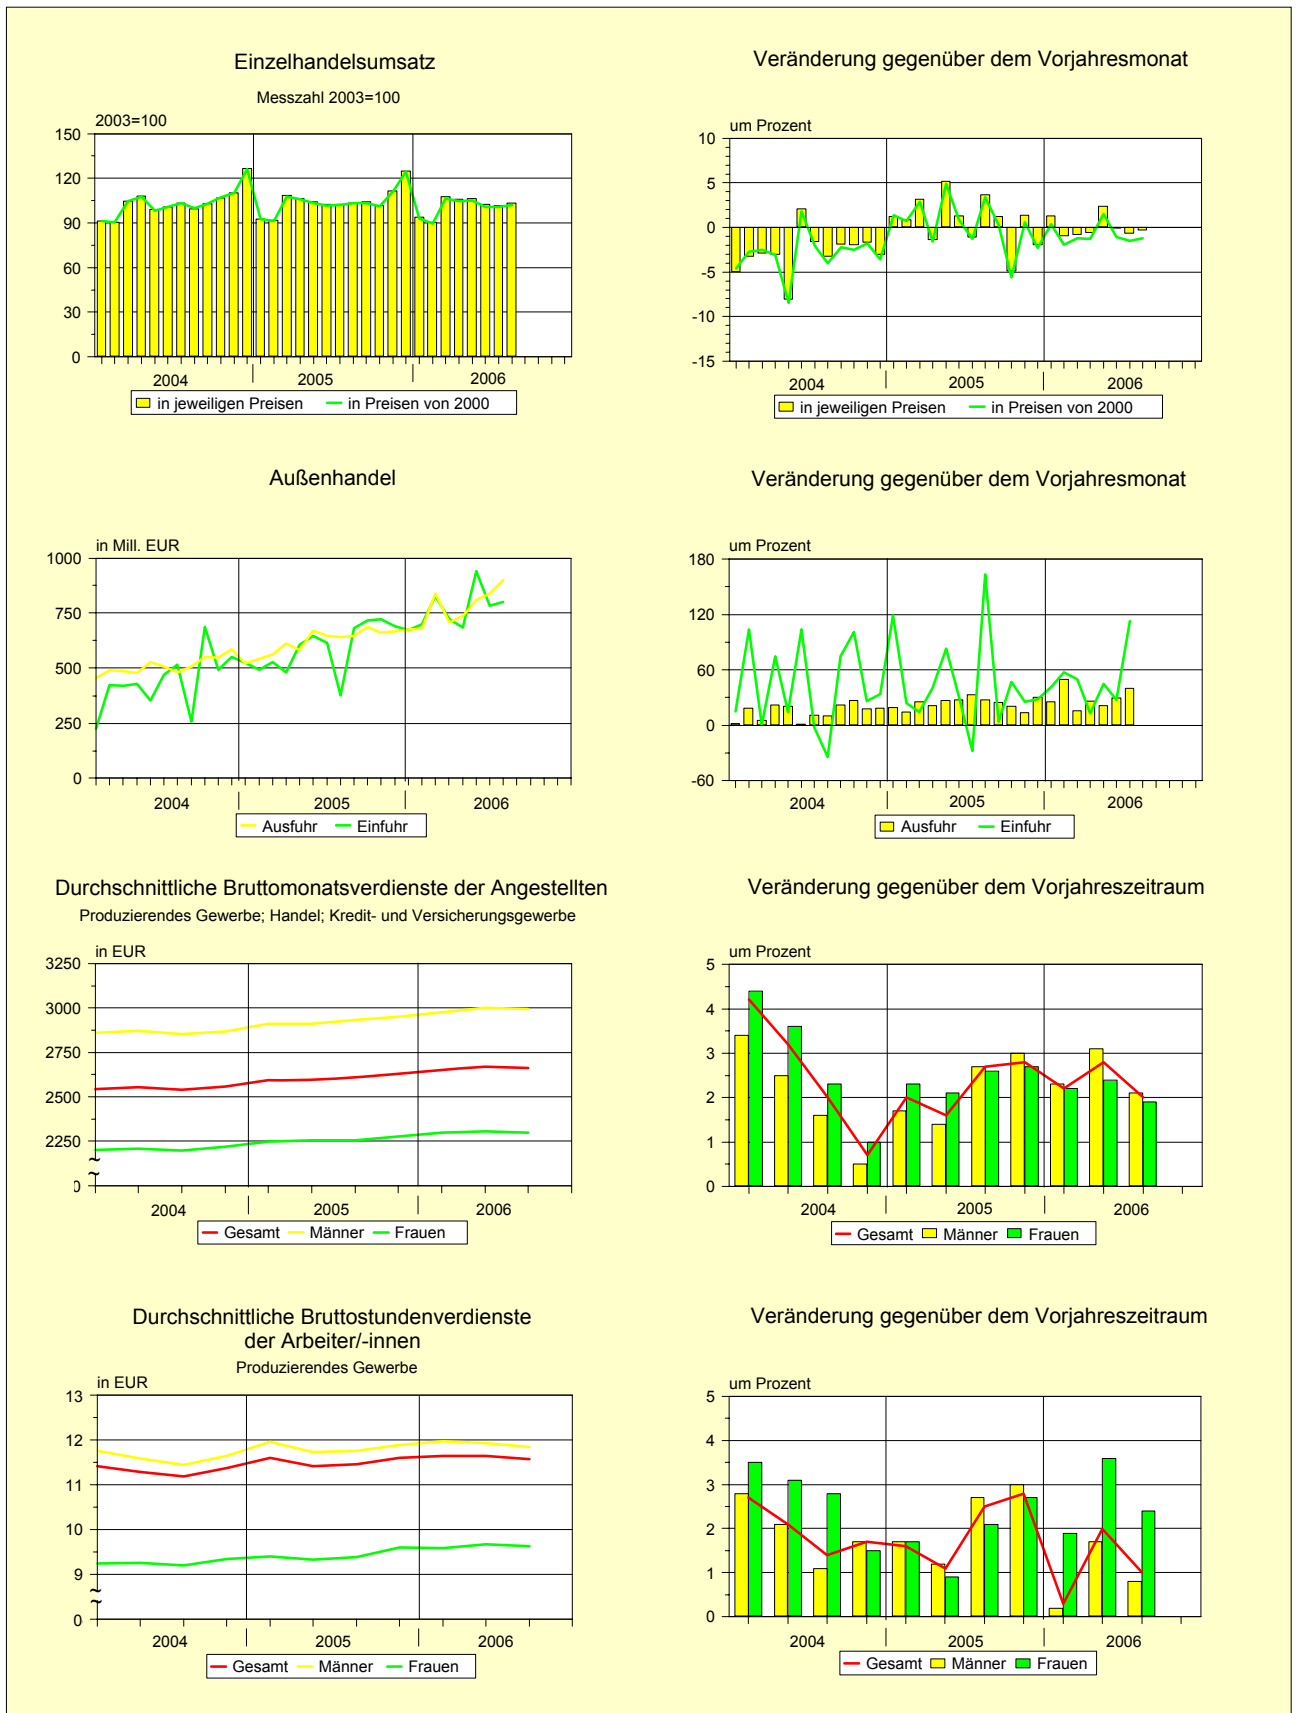 Einzelhandelsumsatz
Messzahl 2003=100
2003=100
150
120
90
60
30
0
2004
2005
2006
in jeweiligen Preisen
in Preisen von 2000
Veränderung gegenüber dem Vorjahresmonat
um Prozent
10
5
0
-5
-10
-15
2004
2005
2006
in jeweiligen Preisen
in Preisen von 2000
Außenhandel
in Mill. EUR
1000
750
500
250
0
2004
2005
2006
Ausfuhr
Einfuhr
Veränderung gegenüber dem Vorjahresmonat
um Prozent
180
120
60
0
-60
2004
2005
2006
Ausfuhr
Einfuhr
Durchschnittliche Bruttomonatsverdienste der Angestellten
Produzierendes Gewerbe; Handel; Kredit- und Versicherungsgewerbe
in EUR
3250
3000
2750
2500
2250
0
2004
2005
2006
Gesamt
Männer
Frauen
Veränderung gegenüber dem Vorjahreszeitraum
um Prozent
5
4
3
2
1
0
2004
2005
2006
Gesamt
Männer
Frauen
Durchschnittliche Bruttostundenverdienste
der Arbeiter/-innen
Produzierendes Gewerbe
in EUR
13
12
11
10
9
0
2004
2005
2006
Gesamt
Männer
Frauen
Veränderung gegenüber dem Vorjahreszeitraum
um Prozent
5
4
3
2
1
0
2004
2005
2006
Gesamt
Männer
Frauen